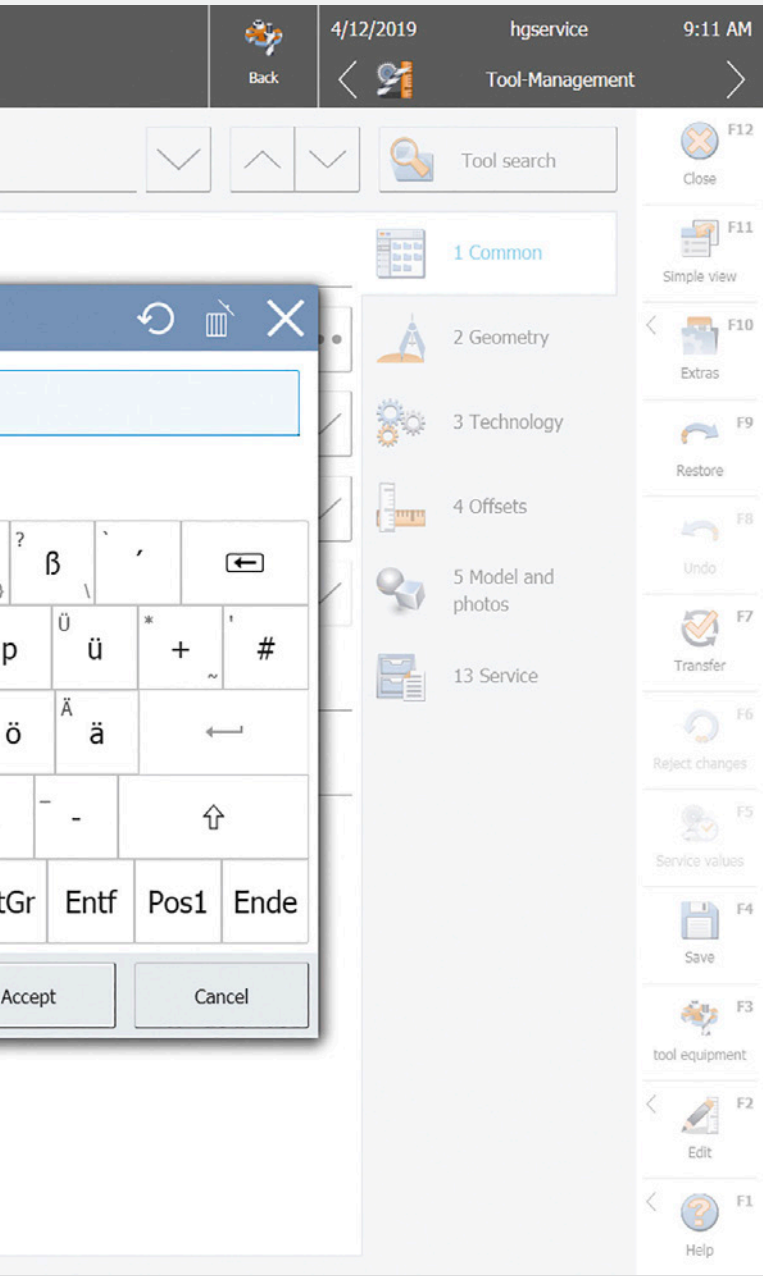 4/12/2019 hgservice 9:11 AM
Back
Tool-Management
Tool search
F12
Close
1 Common
F11
Simple view
2 Geometry
F10
Extras
3 Technology
F9
Restore
4 Offsets
F8
Undo
5 Model and
photos
F7
Transfer
13 Service
F6
Reject changes
F5
Service values
F4
Save
F3
tool equipment
F2
Edit
F1
Help
? ß \ ` ´
p Ü ü * + ~ ' #
ö Ä ä
_ -
tGr Entf Pos1 Ende
Accept Cancel